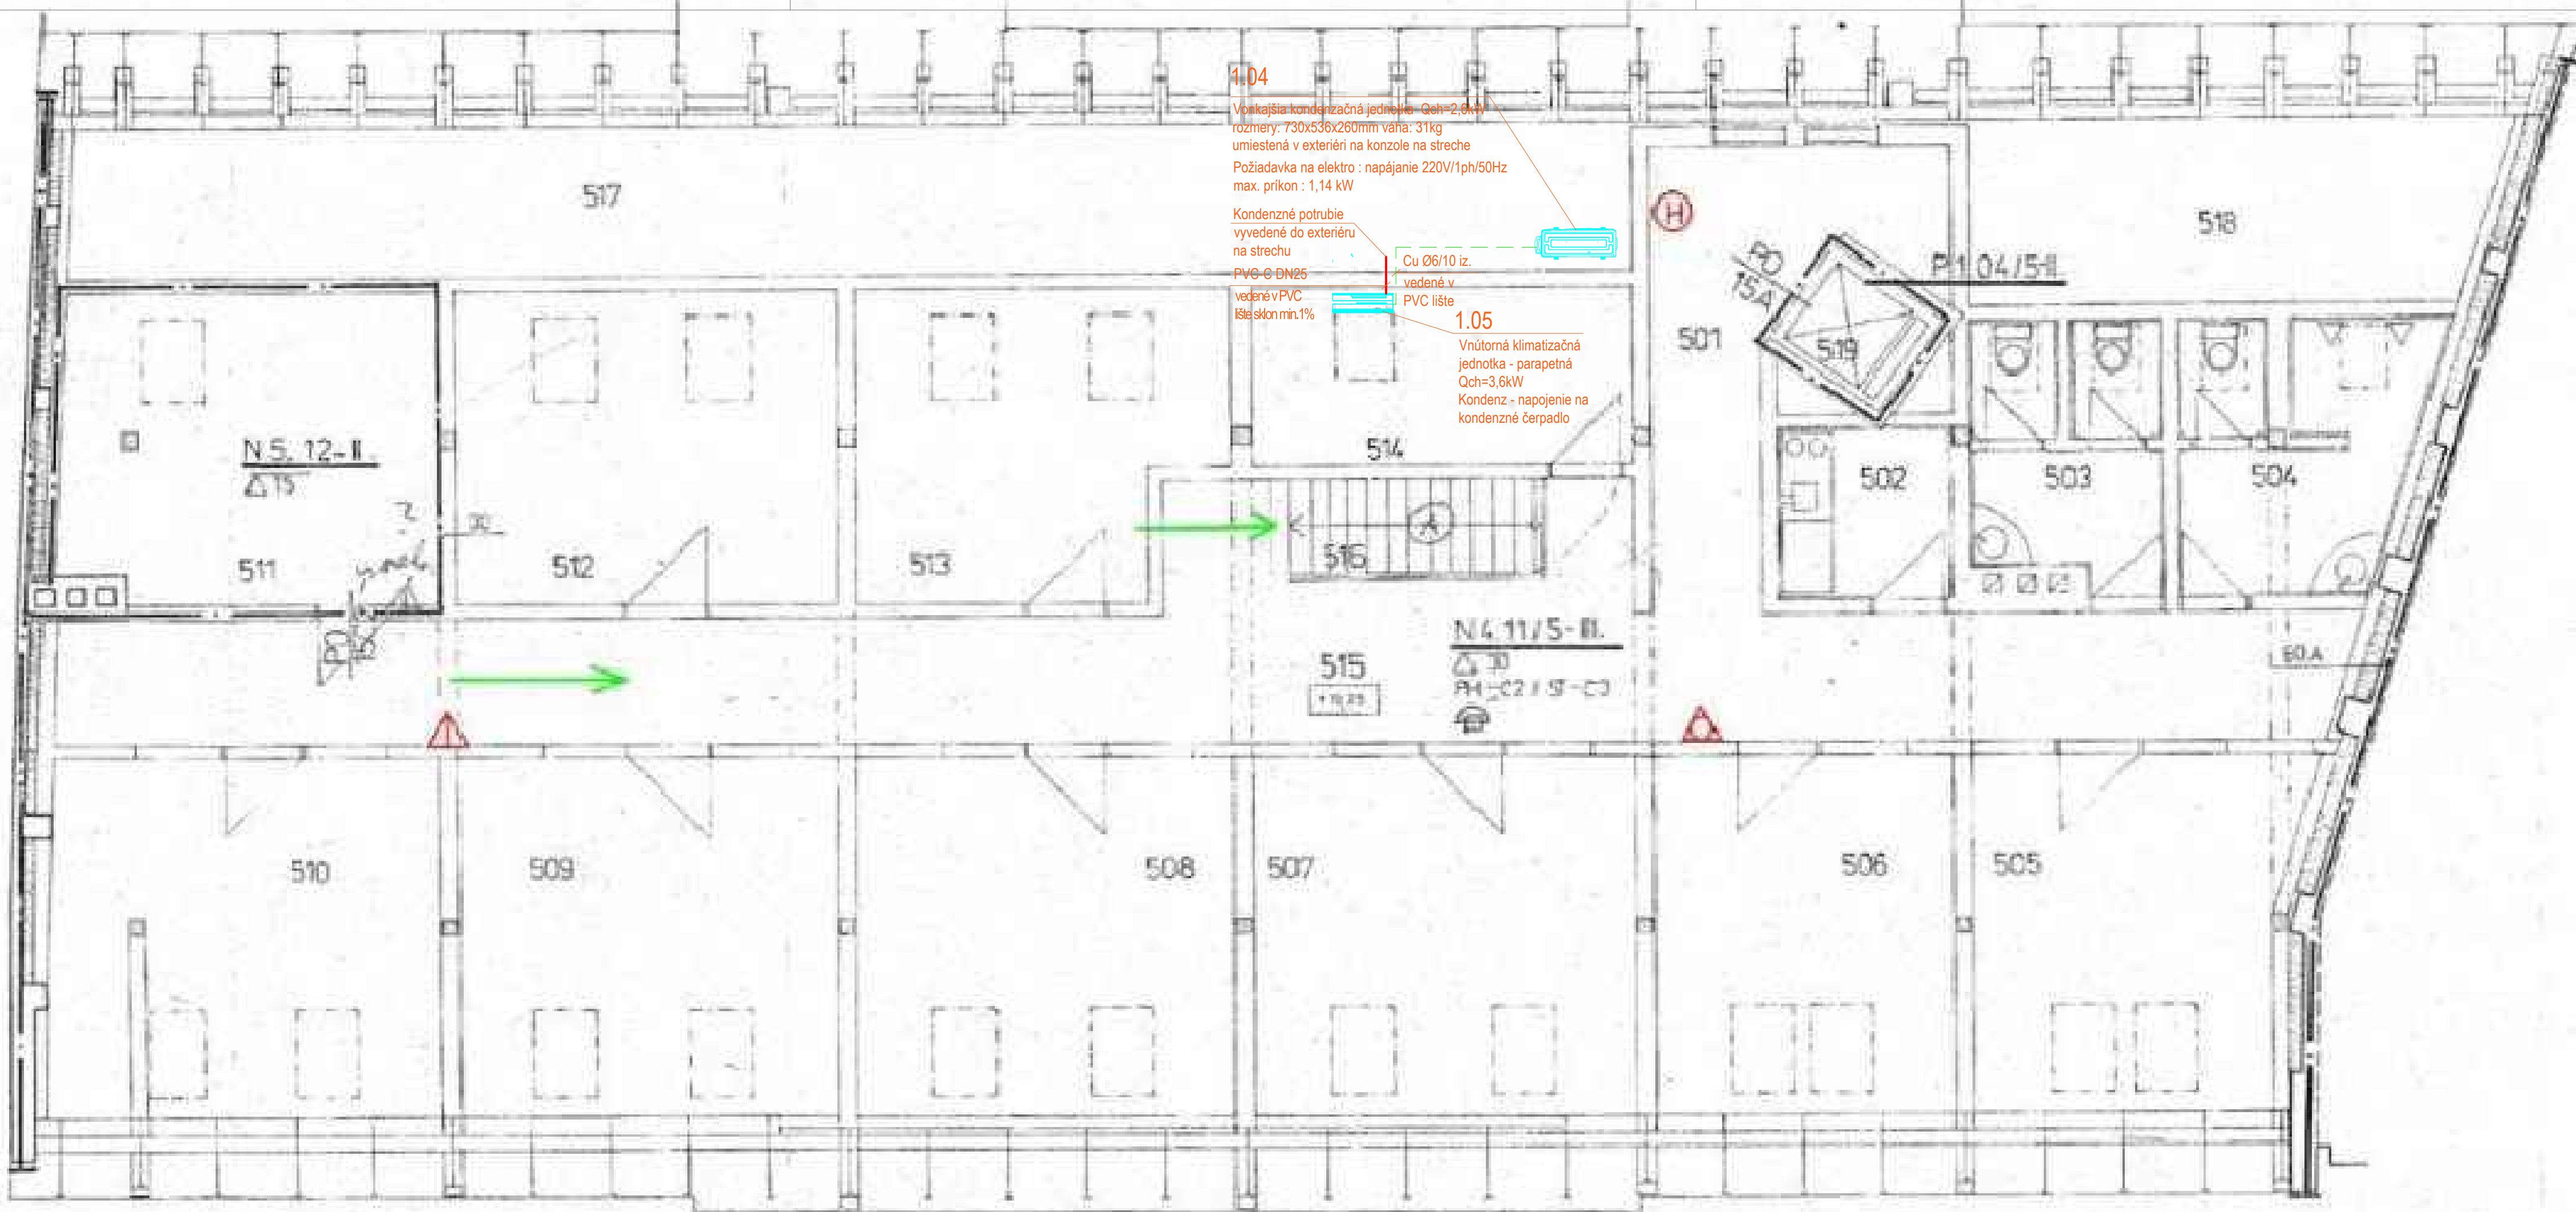 1.04
Vonkajšia kondenzačná jednotka Qch=2,6kW
rozmery: 730x536x260mm váha: 31kg
umiestená v exteriéri na konzole na streche
Požiadavka na elektro : napájanie 220V/1ph/50Hz
max. príkon : 1,14 kW
Kondenzné potrubie
vyvedené do exteriéru
na strechu
PVC-C DN25
vedené v PVC
lište sklon min.1%
Cu Ø6/10 iz.
vedené v
PVC lište
1.05
Vnútorná klimatizačná
jednotka - parapetná
Qch=3,6kW
Kondenz - napojenie na
kondenzné čerpadlo
517
H
518
PO
15 A
P 1.04/5-II.
501
519
N 5. 12-II.
514
502
503
504
511
512
513
516
A
515
N 4.11/5-III.
60.A
510
509
508
507
506
505